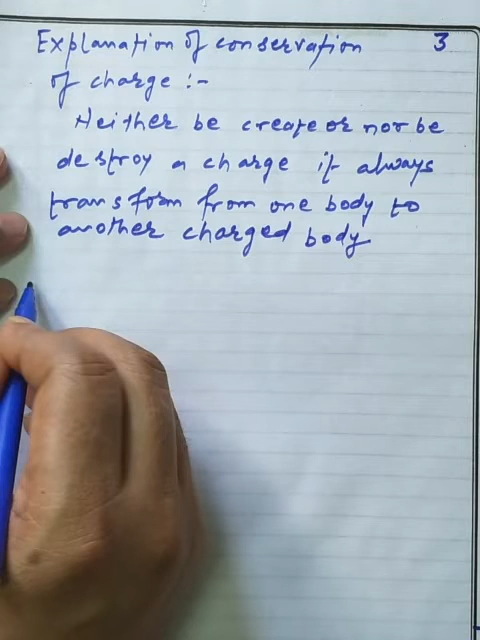 Explanation of conservation 3
of charge :-
Neither be create or nor be
destroy a charge it always
transform from one body to
another charged body